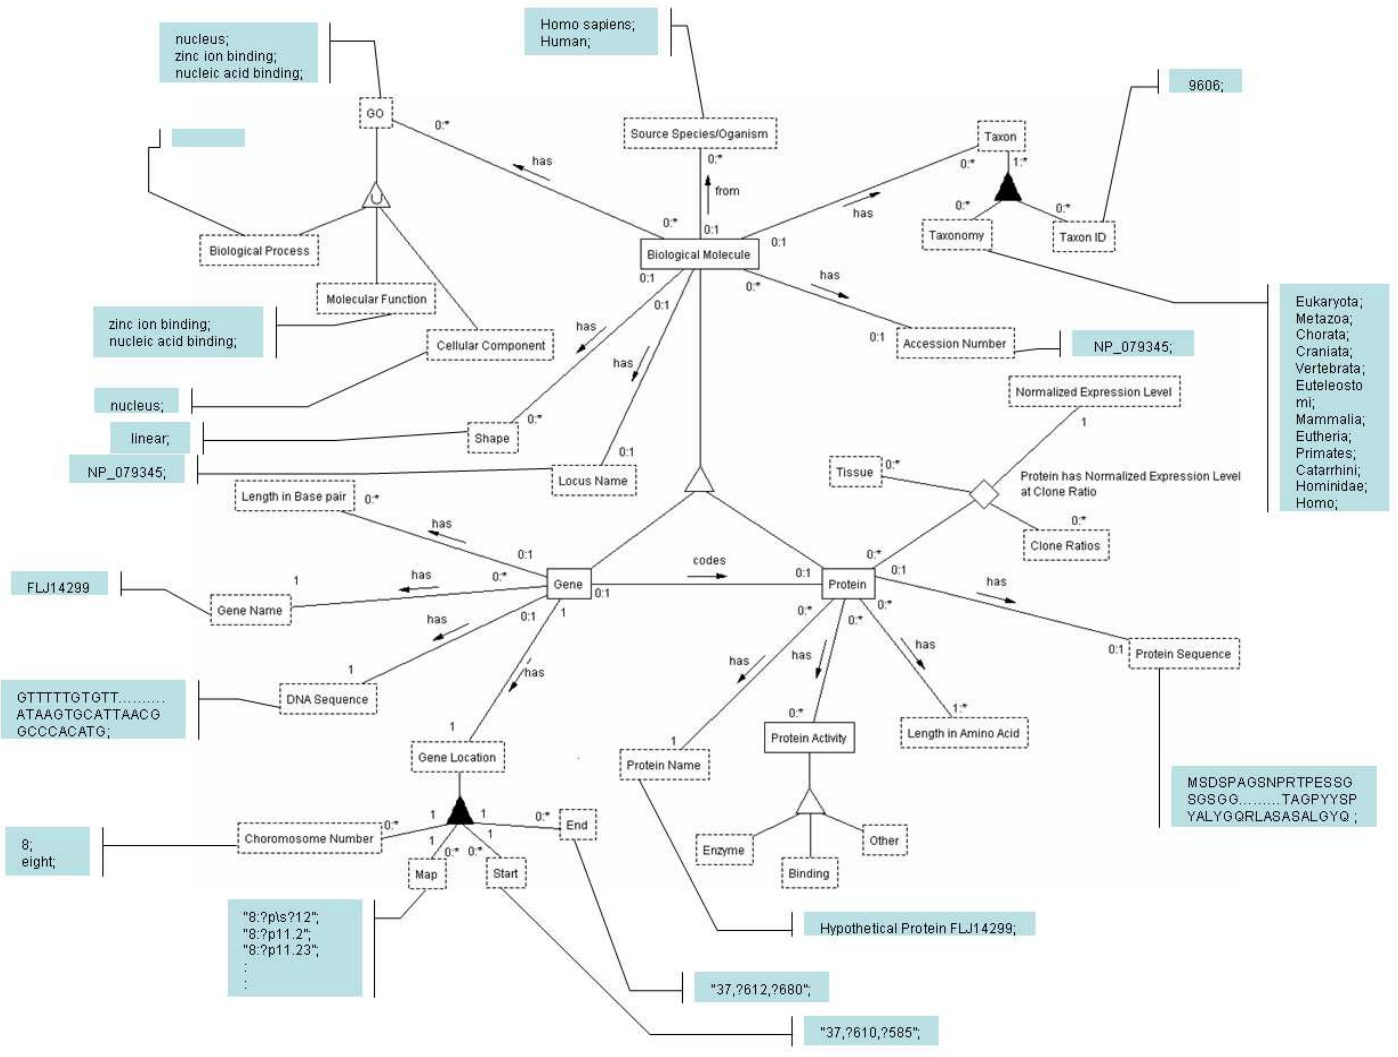 nucleus;
zinc ion binding;
nucleic acid binding;
Homo sapiens;
Human;
9606;
GO
0:*
Source Species/Oganism
0:*
Taxon
0:*
1:*
has
from
has
0:*
0:*
0:*
0:1
0:1
Biological Process
Biological Molecule
Taxonomy
Taxon ID
0:1
0:*
has
0:1
Molecular Function
zinc ion binding;
nucleic acid binding;
Cellular Component
has
has
0:1
Accession Number
NP_079345;
Eukaryota;
Metazoa;
Chorata;
Craniata;
Vertebrata;
Euteleosto
mi;
Mammalia;
Eutheria;
Primates;
Catarrhini;
Hominidae;
Homo;
nucleus;
Normalized Expression Level
1
linear;
Shape
0:*
0:1
NP_079345;
Locus Name
Tissue
0:*
Protein has Normalized Expression Level
at Clone Ratio
Length in Base pair
0:*
has
0:1
0:*
Clone Ratios
codes
0:*
FLJ14299
1
has
0:*
Gene
0:1
0:1
Protein
0:1
has
Gene Name
has
0:1
1
0:*
0:*
0:*
1
has
has
has
has
0:1
Protein Sequence
GTTTTTGTGTT..........
ATAAGTGCATTAACG
GCCCACATG;
DNA Sequence
1
Gene Location
1
Protein Name
0:*
Protein Activity
1:*
Length in Amino Acid
MSDSPAGSNPRTPESSG
SGSGG.........TAGPYYSP
YALYGQRLASASALGYQ ;
8;
eight;
Choromosome Number
0:*
1
1
0:*
End
1
1
0:*
0:*
Map
Start
Enzyme
Binding
Other
"8:?p\s?12";
"8:?p11.2";
"8:?p11.23";
:
:
Hypothetical Protein FLJ14299;
"37,?612,?680";
"37,?610,?585";